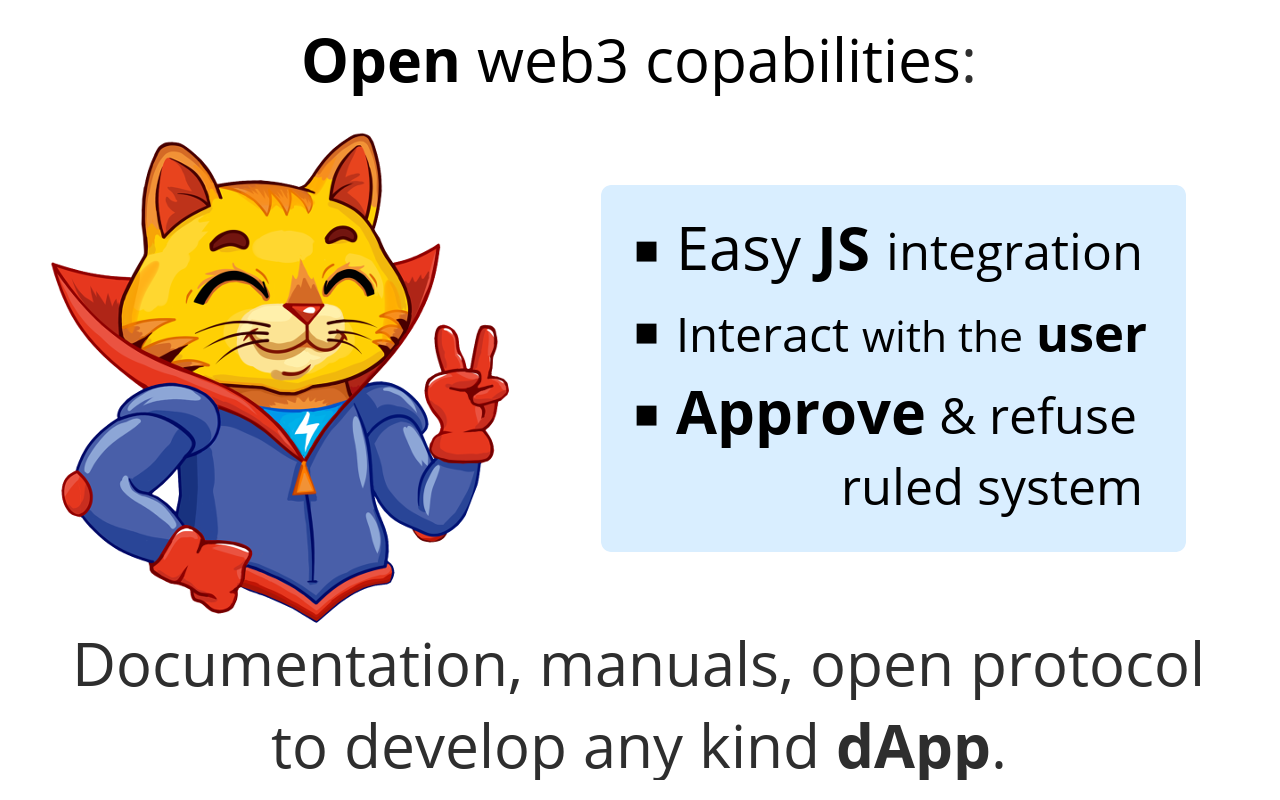 Open web3 copabilities:
▪ Easy JS integration
▪ Interact with the user
▪ Approve & refuse
ruled system
Documentation, manuals, open protocol
to develop any kind dApp.